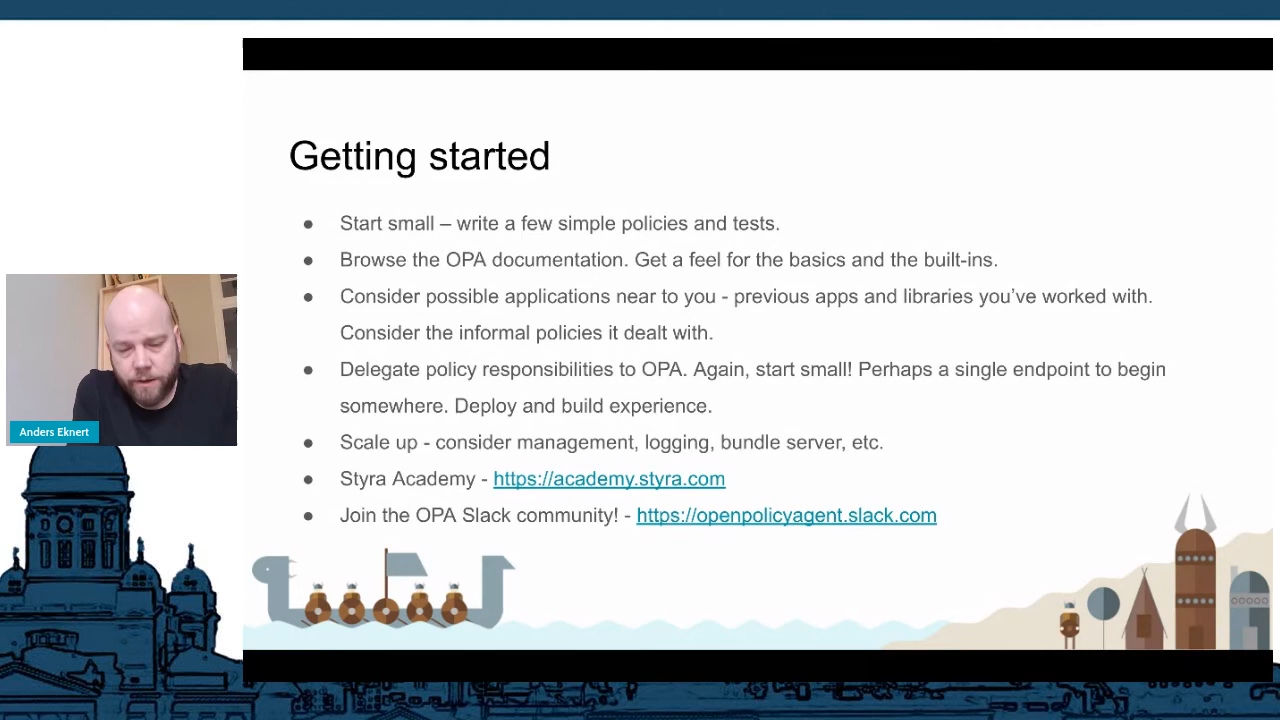 Getting started
● Start small – write a few simple policies and tests.
● Browse the OPA documentation. Get a feel for the basics and the built-ins.
● Consider possible applications near to you - previous apps and libraries you’ve worked with.
Consider the informal policies it dealt with.
● Delegate policy responsibilities to OPA. Again, start small! Perhaps a single endpoint to begin
somewhere. Deploy and build experience.
● Scale up - consider management, logging, bundle server, etc.
● Styra Academy - https://academy.styra.com
● Join the OPA Slack community! - https://openpolicyagent.slack.com
Anders Eknert